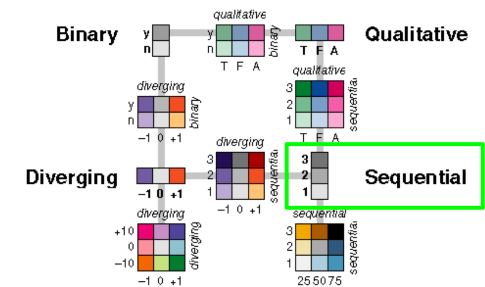 qualitative
Binary
y
n
y
n
binary
Qualitative
T F A
T F A
diverging
y
n
binary
-1 0 +1
qualitative
3
2
1
sequential
T F A
diverging
3
2
1
sequential
-1 0 +1
Diverging
-1 0 +1
3
2
1
Sequential
diverging
+10
0
-10
diverging
-1 0 +1
sequential
3
2
1
sequential
25 50 75